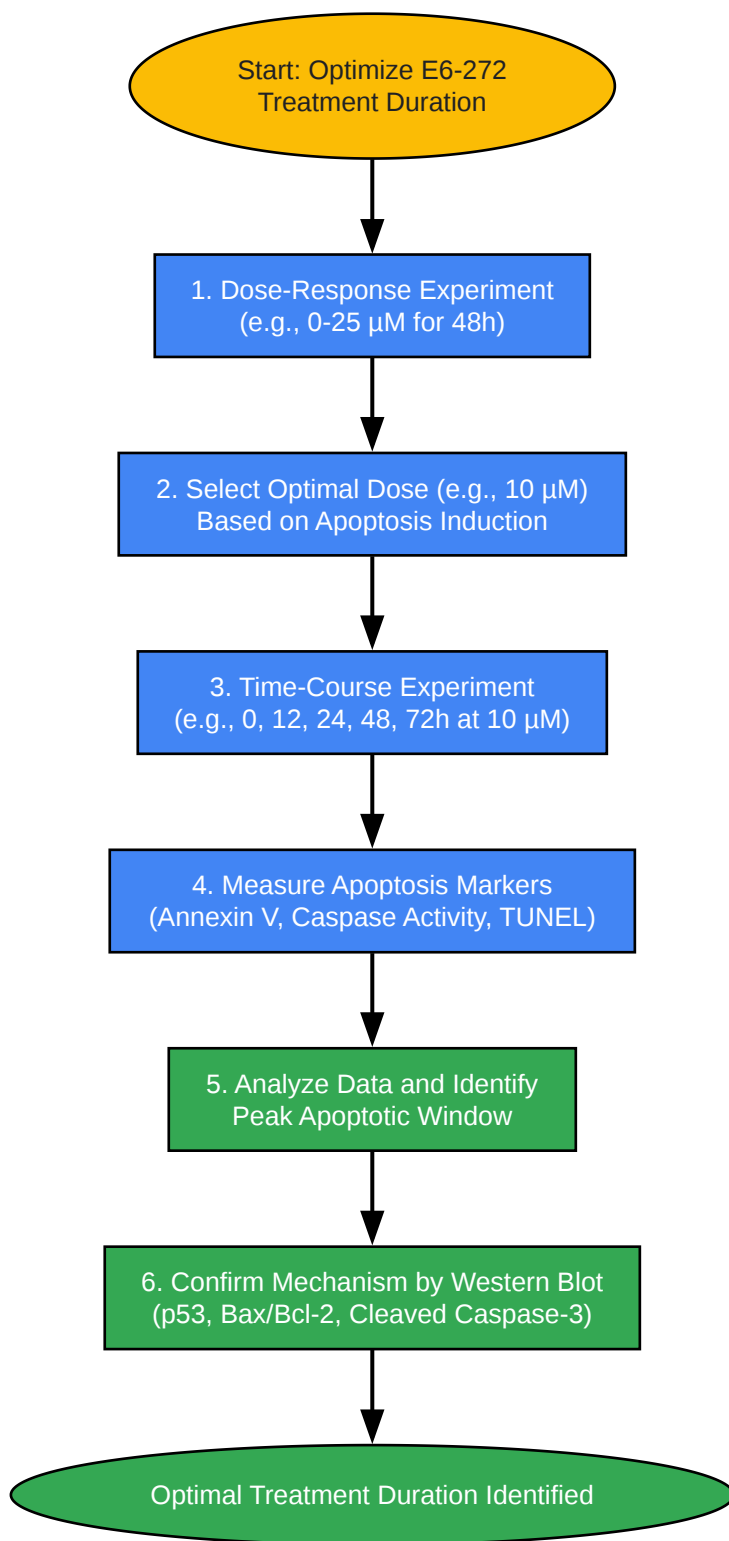 Start: Optimize E6-272
Treatment Duration
1. Dose-Response Experiment
(e.g., 0-25 µM for 48h)
2. Select Optimal Dose (e.g., 10 µM)
Based on Apoptosis Induction
3. Time-Course Experiment
(e.g., 0, 12, 24, 48, 72h at 10 µM)
4. Measure Apoptosis Markers
(Annexin V, Caspase Activity, TUNEL)
5. Analyze Data and Identify
Peak Apoptotic Window
6. Confirm Mechanism by Western Blot
(p53, Bax/Bcl-2, Cleaved Caspase-3)
Optimal Treatment Duration Identified